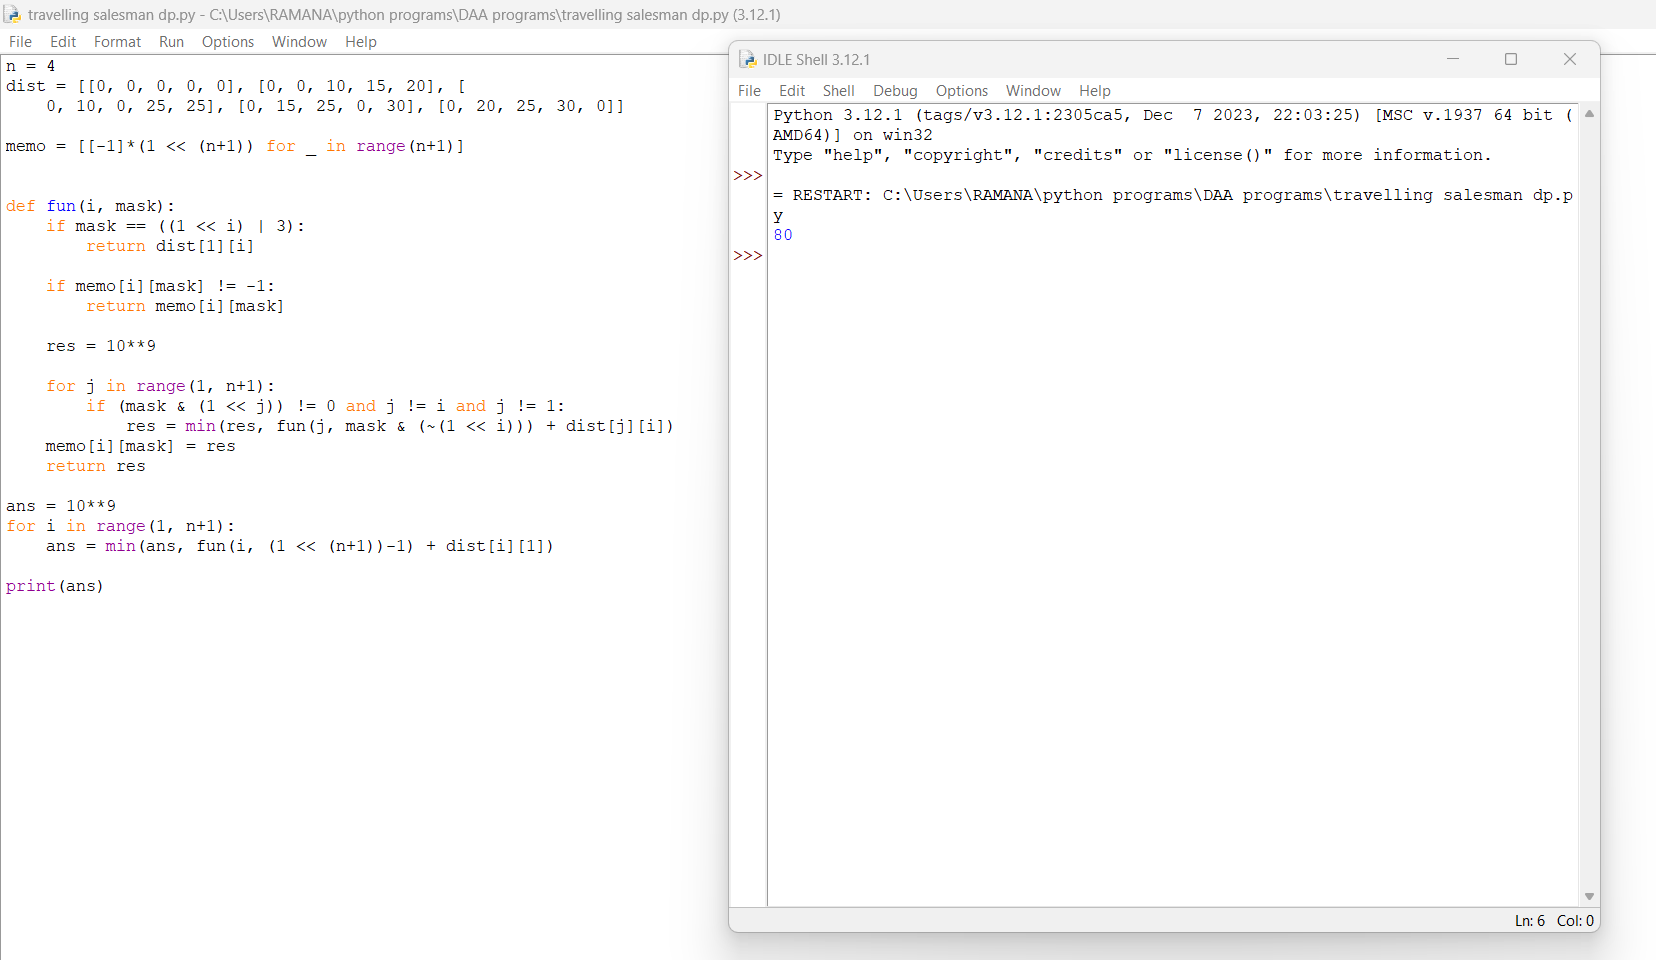 travelling salesman dp.py - C:\Users\RAMANA\python programs\DAA programs\travelling salesman dp.py (3.12.1)
File Edit Format Run Options Window Help
n = 4
dist = [[0, 0, 0, 0, 0], [0, 0, 10, 15, 20], [
    0, 10, 0, 25, 25], [0, 15, 25, 0, 30], [0, 20, 25, 30, 0]]
memo = [[-1]*(1 << (n+1)) for _ in range(n+1)]
def fun(i, mask):
    if mask == ((1 << i) | 3):
        return dist[1][i]
    if memo[i][mask] != -1:
        return memo[i][mask]
    res = 10**9
    for j in range(1, n+1):
        if (mask & (1 << j)) != 0 and j != i and j != 1:
            res = min(res, fun(j, mask & (~(1 << i))) + dist[j][i])
    memo[i][mask] = res
    return res
ans = 10**9
for i in range(1, n+1):
    ans = min(ans, fun(i, (1 << (n+1))-1) + dist[i][1])
print(ans)
IDLE Shell 3.12.1
File Edit Shell Debug Options Window Help
Python 3.12.1 (tags/v3.12.1:2305ca5, Dec  7 2023, 22:03:25) [MSC v.1937 64 bit (
AMD64)] on win32
Type "help", "copyright", "credits" or "license()" for more information.
>>>
= RESTART: C:\Users\RAMANA\python programs\DAA programs\travelling salesman dp.p
y
80
>>>
Ln: 6 Col: 0